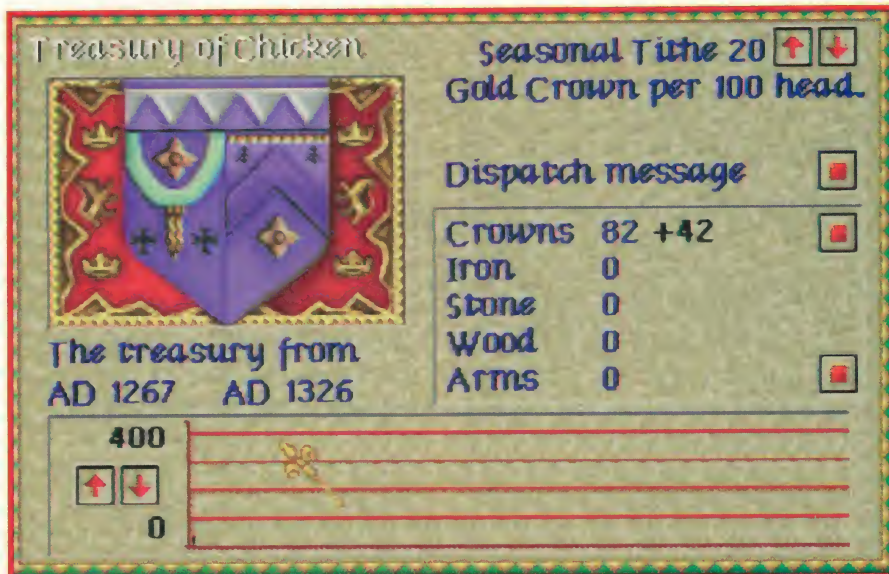 Treasury of Chicken
Seasonal Tithe 20
Gold Crown per 100 head.
Dispatch message
Crowns 82 +42
Iron 0
Stone 0
Wood 0
Arms 0
The treasury from
AD 1267 AD 1326
400
0